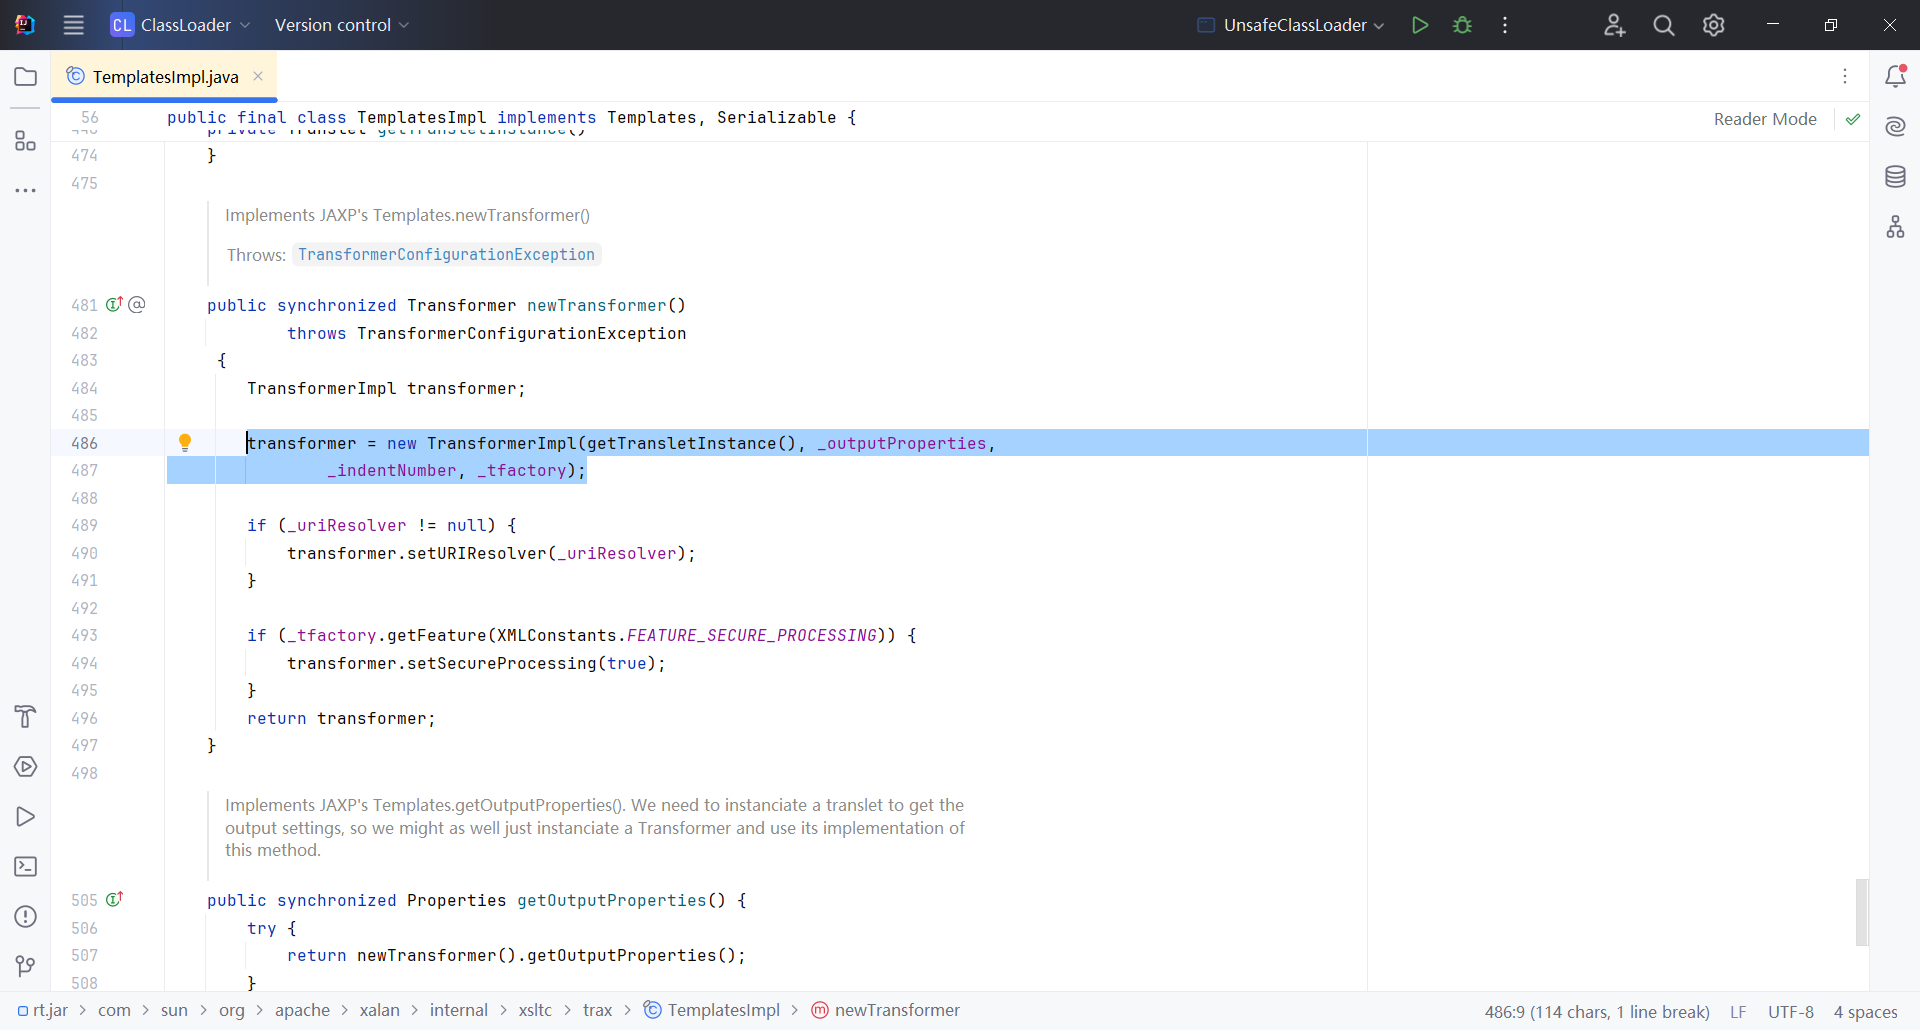 CL ClassLoader Version control UnsafeClassLoader
TemplatesImpl.java
56 public final class TemplatesImpl implements Templates, Serializable {
Reader Mode
private Translet getTransletInstance()
474 }
475
Implements JAXP's Templates.newTransformer()
Throws: TransformerConfigurationException
481 public synchronized Transformer newTransformer()
482 throws TransformerConfigurationException
483 {
484 TransformerImpl transformer;
485
486 transformer = new TransformerImpl(getTransletInstance(), _outputProperties,
487 _indentNumber, _tfactory);
488
489 if (_uriResolver != null) {
490 transformer.setURIResolver(_uriResolver);
491 }
492
493 if (_tfactory.getFeature(XMLConstants.FEATURE_SECURE_PROCESSING)) {
494 transformer.setSecureProcessing(true);
495 }
496 return transformer;
497 }
498
Implements JAXP's Templates.getOutputProperties(). We need to instanciate a translet to get the
output settings, so we might as well just instanciate a Transformer and use its implementation of
this method.
505 public synchronized Properties getOutputProperties() {
506 try {
507 return newTransformer().getOutputProperties();
508 }
rt.jar > com > sun > org > apache > xalan > internal > xsltc > trax > TemplatesImpl > newTransformer
486:9 (114 chars, 1 line break) LF UTF-8 4 spaces